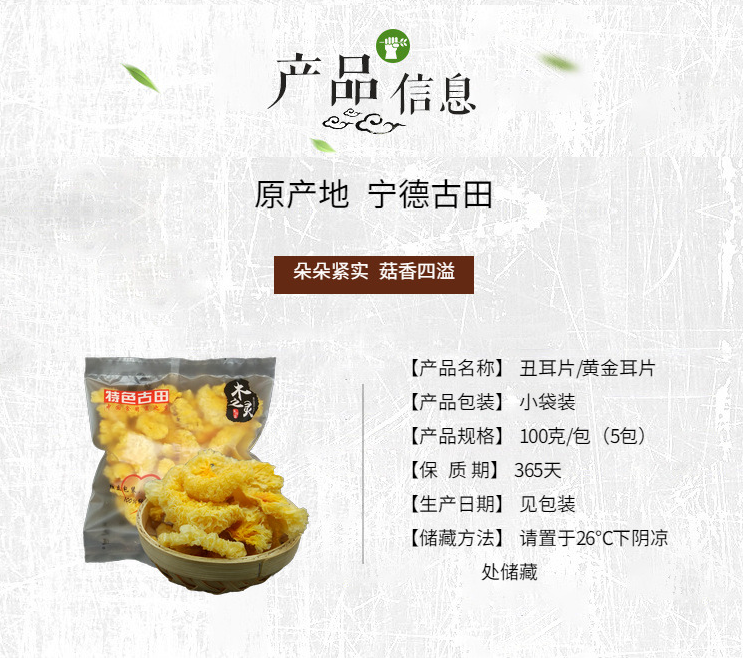 产品信息
原产地 宁德古田
朵朵紧实 菇香四溢
特色古田
木之灵
【产品名称】 丑耳片/黄金耳片
【产品包装】 小袋装
【产品规格】 100克/包（5包）
【保 质 期】 365天
【生产日期】 见包装
【储藏方法】 请置于26°C下阴凉
处储藏